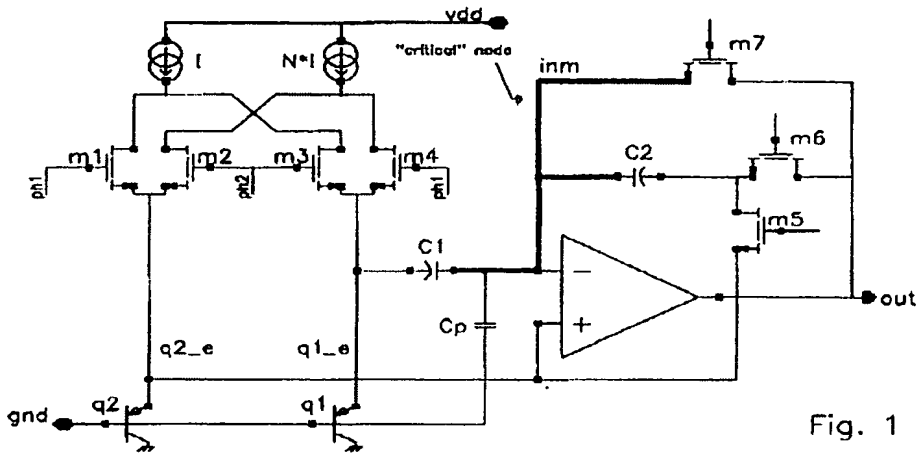 vdd
"critical" node
I
N*I
inm
m7
m1
m2
m3
m4
m6
C2
ph1
ph2
ph1
m5
C1
Cp
out
q2_e
q1_e
q2
q1
gnd
Fig. 1